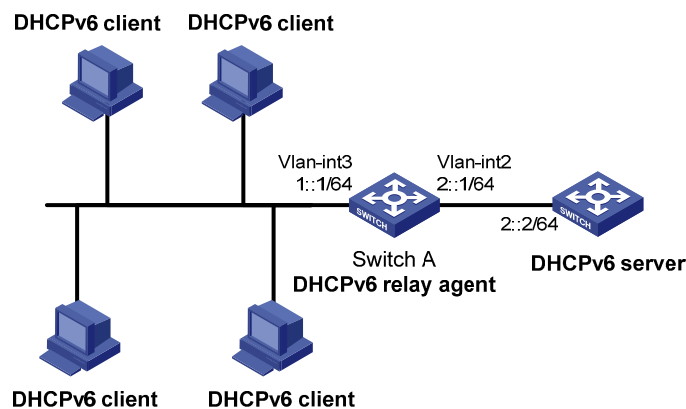 DHCPv6 client
DHCPv6 client
Vlan-int3
1::1/64
Vlan-int2
2::1/64
SWITCH
SWITCH
2::2/64
Switch A
DHCPv6 relay agent
DHCPv6 server
DHCPv6 client
DHCPv6 client